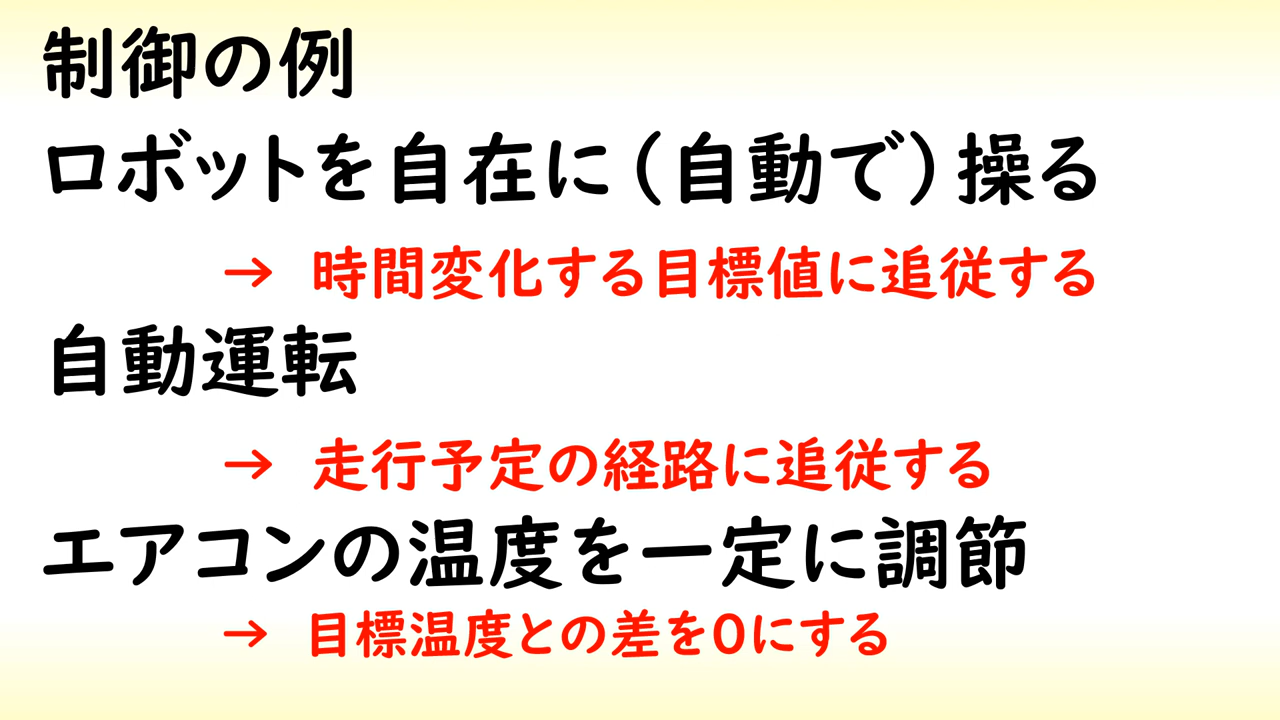 制御の例
ロボットを自在に（自動で）操る
→ 時間変化する目標値に追従する
自動運転
→ 走行予定の経路に追従する
エアコンの温度を一定に調節
→ 目標温度との差を0にする